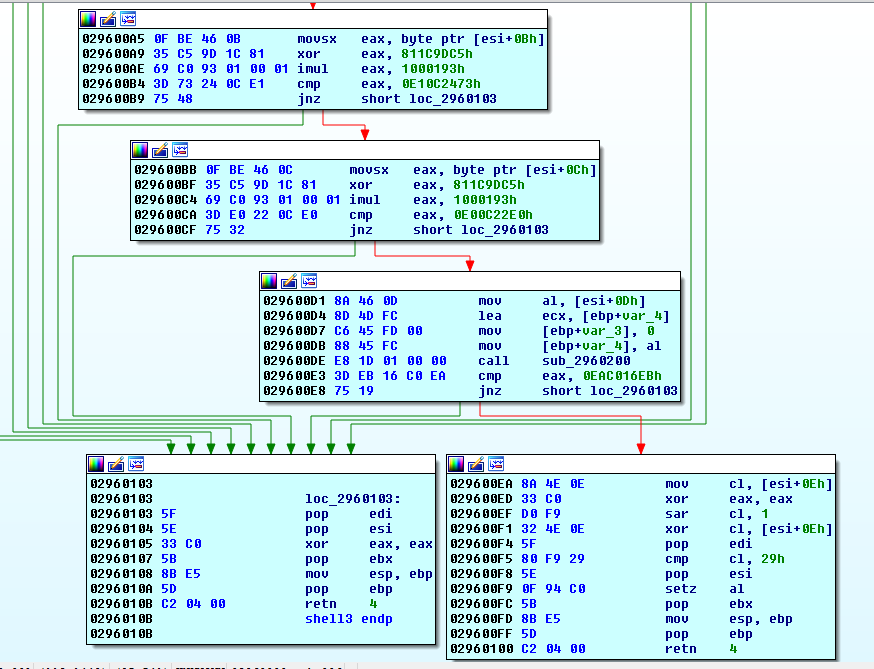 029600A5 0F BE 46 0B movsx eax, byte ptr [esi+0Bh]
029600A9 35 C5 9D 1C 81 xor eax, 811C9DC5h
029600AE 69 C0 93 01 00 01 imul eax, 1000193h
029600B4 3D 73 24 0C E1 cmp eax, 0E10C2473h
029600B9 75 48 jnz short loc_2960103
029600BB 0F BE 46 0C movsx eax, byte ptr [esi+0Ch]
029600BF 35 C5 9D 1C 81 xor eax, 811C9DC5h
029600C4 69 C0 93 01 00 01 imul eax, 1000193h
029600CA 3D E0 22 0C E0 cmp eax, 0E00C22E0h
029600CF 75 32 jnz short loc_2960103
029600D1 8A 46 0D mov al, [esi+0Dh]
029600D4 8D 4D FC lea ecx, [ebp+var_4]
029600D7 C6 45 FD 00 mov [ebp+var_3], 0
029600DB 88 45 FC mov [ebp+var_4], al
029600DE E8 1D 01 00 00 call sub_2960200
029600E3 3D EB 16 C0 EA cmp eax, 0EAC016EBh
029600E8 75 19 jnz short loc_2960103
02960103
02960103 loc_2960103:
02960103 5F pop edi
02960104 5E pop esi
02960105 33 C0 xor eax, eax
02960107 5B pop ebx
02960108 8B E5 mov esp, ebp
0296010A 5D pop ebp
0296010B C2 04 00 retn 4
0296010B shell3 endp
0296010B
029600EA 8A 4E 0E mov cl, [esi+0Eh]
029600ED 33 C0 xor eax, eax
029600EF D0 F9 sar cl, 1
029600F1 32 4E 0E xor cl, [esi+0Eh]
029600F4 5F pop edi
029600F5 80 F9 29 cmp cl, 29h
029600F8 5E pop esi
029600F9 0F 94 C0 setz al
029600FC 5B pop ebx
029600FD 8B E5 mov esp, ebp
029600FF 5D pop ebp
02960100 C2 04 00 retn 4